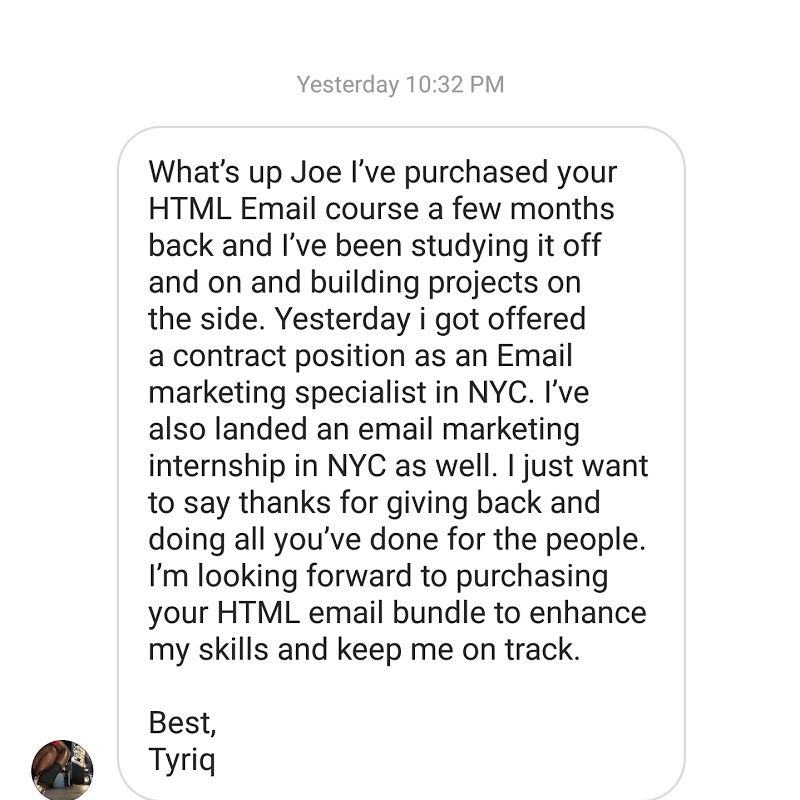 Yesterday 10:32 PM
What’s up Joe I’ve purchased your
HTML Email course a few months
back and I’ve been studying it off
and on and building projects on
the side. Yesterday i got offered
a contract position as an Email
marketing specialist in NYC. I’ve
also landed an email marketing
internship in NYC as well. I just want
to say thanks for giving back and
doing all you’ve done for the people.
I’m looking forward to purchasing
your HTML email bundle to enhance
my skills and keep me on track.
Best,
Tyriq